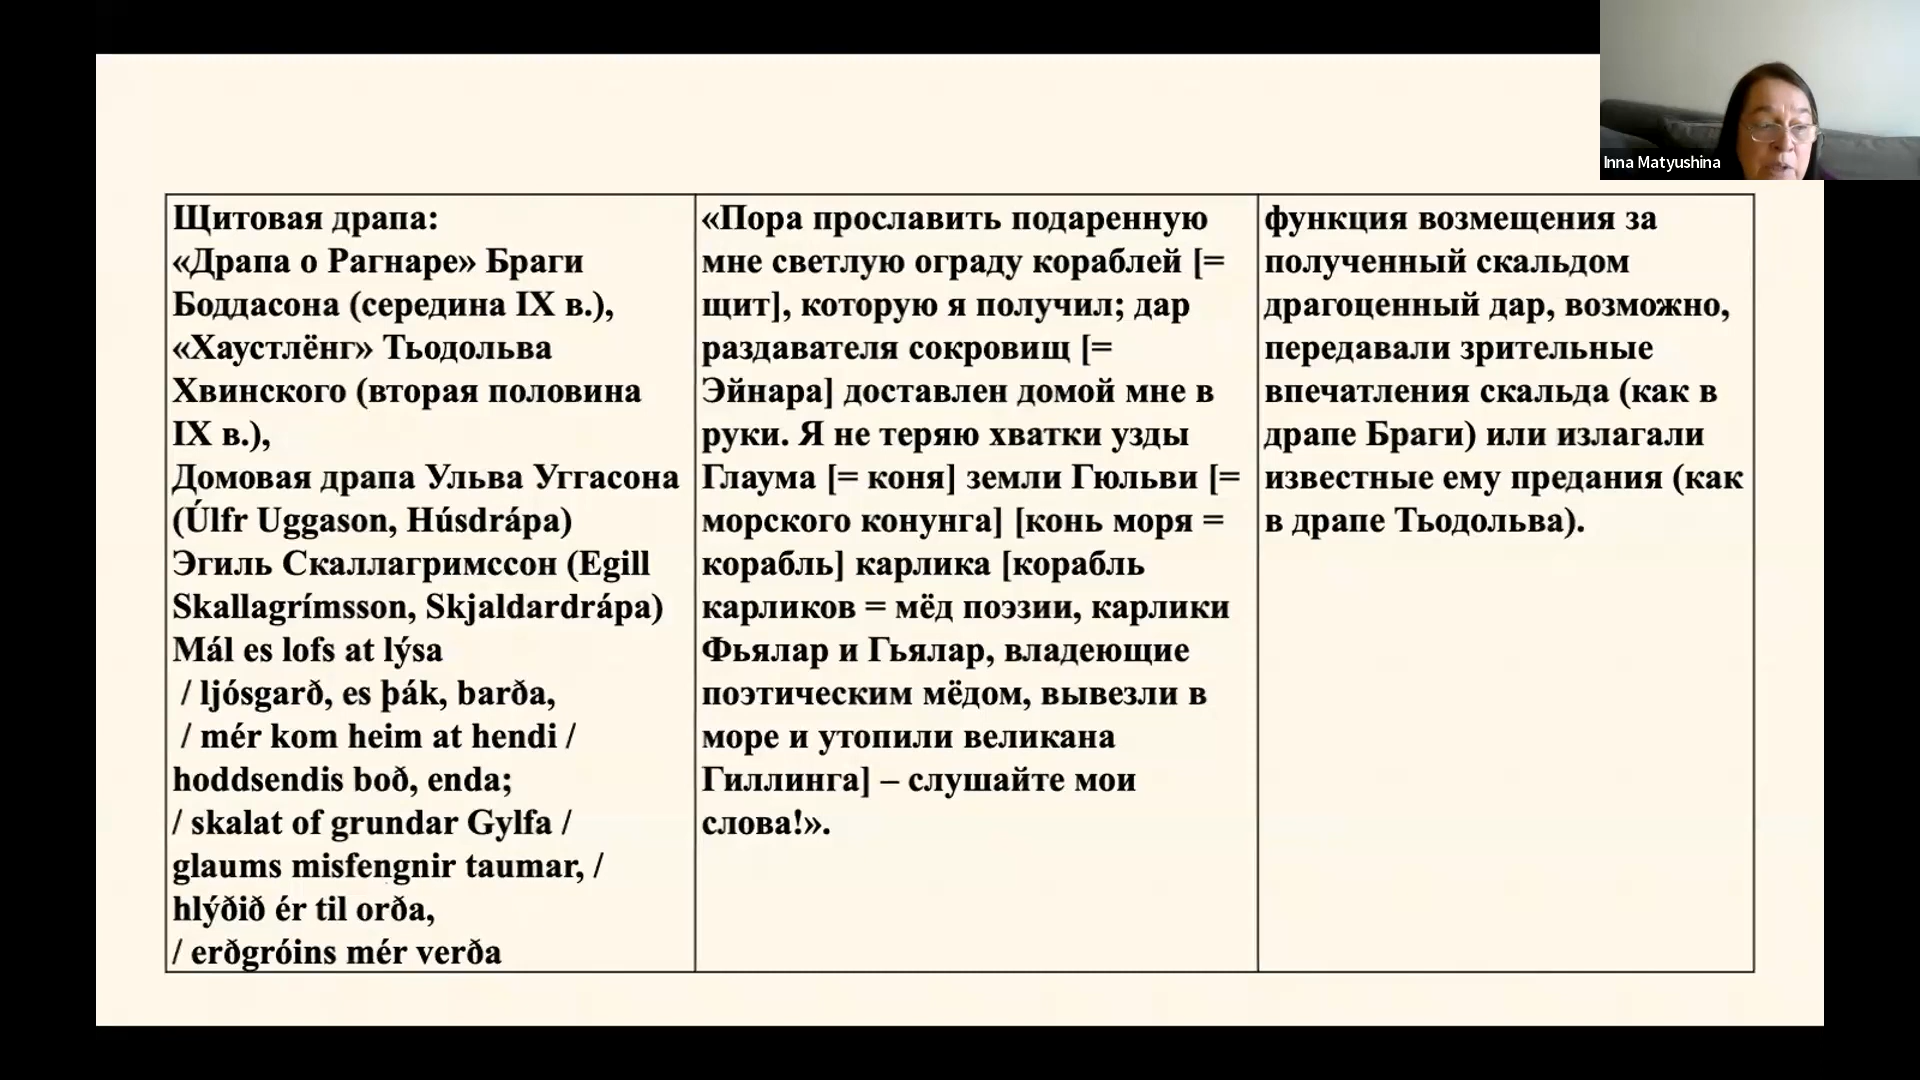 Inna Matyushina
Щитовая драпа:
«Драпа о Рагнаре» Браги
Боддасона (середина IX в.),
«Хаустлёнг» Тьодольва
Хвинского (вторая половина
IX в.),
Домовая драпа Ульва Уггасона
(Úlfr Uggason, Húsdrápa)
Эгиль Скаллагримссон (Egill
Skallagrímsson, Skjaldardrápa)
Mál es lofs at lýsa
/ ljósgarð, es þák, barða,
/ mér kom heim at hendi /
hoddsendis boð, enda;
/ skalat of grundar Gylfa /
glaums misfengnir taumar, /
hlýðið ér til orða,
/ erðgróins mér verða
«Пора прославить подаренную
мне светлую ограду кораблей [=
щит], которую я получил; дар
раздавателя сокровищ [=
Эйнара] доставлен домой мне в
руки. Я не теряю хватки узды
Глаума [= коня] земли Гюльви [=
морского конунга] [конь моря =
корабль] карлика [корабль
карликов = мёд поэзии, карлики
Фьялар и Гьялар, владеющие
поэтическим мёдом, вывезли в
море и утопили великана
Гиллинга] – слушайте мои
слова!».
функция возмещения за
полученный скальдом
драгоценный дар, возможно,
передавали зрительные
впечатления скальда (как в
драпе Браги) или излагали
известные ему предания (как
в драпе Тьодольва).